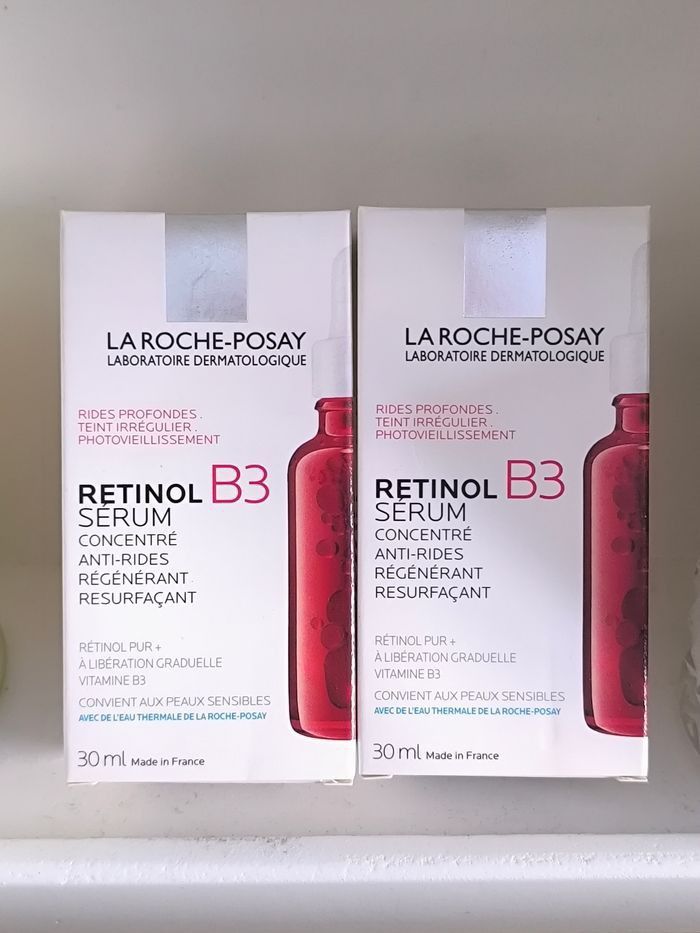 LA ROCHE-POSAY
LABORATOIRE DERMATOLOGIQUE
RIDES PROFONDES .
TEINT IRRÉGULIER .
PHOTOVIEILLISSEMENT
RETINOL B3
SÉRUM
CONCENTRÉ
ANTI-RIDES
RÉGÉNÉRANT
RESURFAÇANT
RÉTINOL PUR +
À LIBÉRATION GRADUELLE
VITAMINE B3
CONVIENT AUX PEAUX SENSIBLES
AVEC DE L'EAU THERMALE DE LA ROCHE-POSAY
30 ml Made in France
LA ROCHE-POSAY
LABORATOIRE DERMATOLOGIQUE
RIDES PROFONDES .
TEINT IRRÉGULIER .
PHOTOVIEILLISSEMENT
RETINOL B3
SÉRUM
CONCENTRÉ
ANTI-RIDES
RÉGÉNÉRANT
RESURFAÇANT
RÉTINOL PUR +
À LIBÉRATION GRADUELLE
VITAMINE B3
CONVIENT AUX PEAUX SENSIBLES
AVEC DE L'EAU THERMALE DE LA ROCHE-POSAY
30 ml Made in France